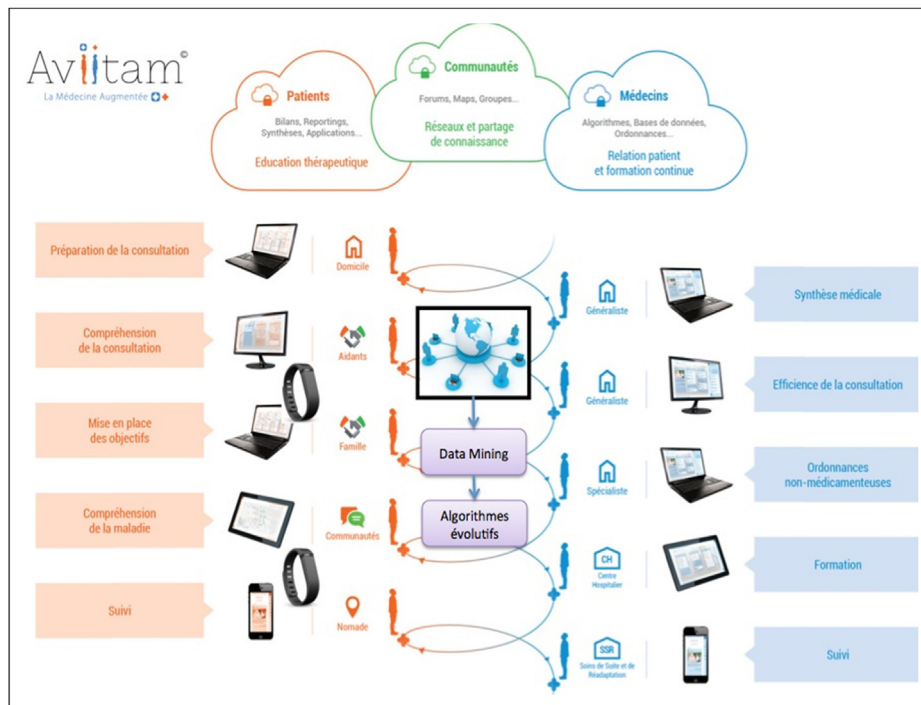 Aviitam©
La Médecine Augmentée
Patients
Bilans, Reportings,
Synthèses, Applications...
Education thérapeutique
Communautés
Forums, Maps, Groupes...
Réseaux et partage
de connaissance
Médecins
Algorithmes, Bases de données,
Ordonnances...
Relation patient
et formation continue
Préparation de la consultation
Domicile
Généraliste
Synthèse médicale
Compréhension
de la consultation
Aidants
Généraliste
Efficience de la consultation
Mise en place
des objectifs
Famille
Data Mining
Spécialiste
Ordonnances
non-médicamenteuses
Compréhension
de la maladie
Communautés
Algorithmes
évolutifs
CH
Centre
Hospitalier
Formation
Suivi
Nomade
SSR
Soins de Suite et de
Réadaptation
Suivi